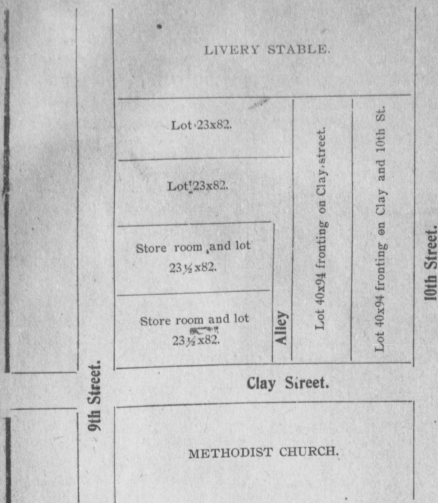 LIVERY STABLE.
Lot 23x82.
Lot 23x82.
Store room and lot
23½x82.
Store room and lot
23½x82.
Alley
Lot 40x94 fronting on Clay street.
Lot 40x94 fronting on Clay and 10th St.
10th Street.
9th Street.
Clay Street.
METHODIST CHURCH.